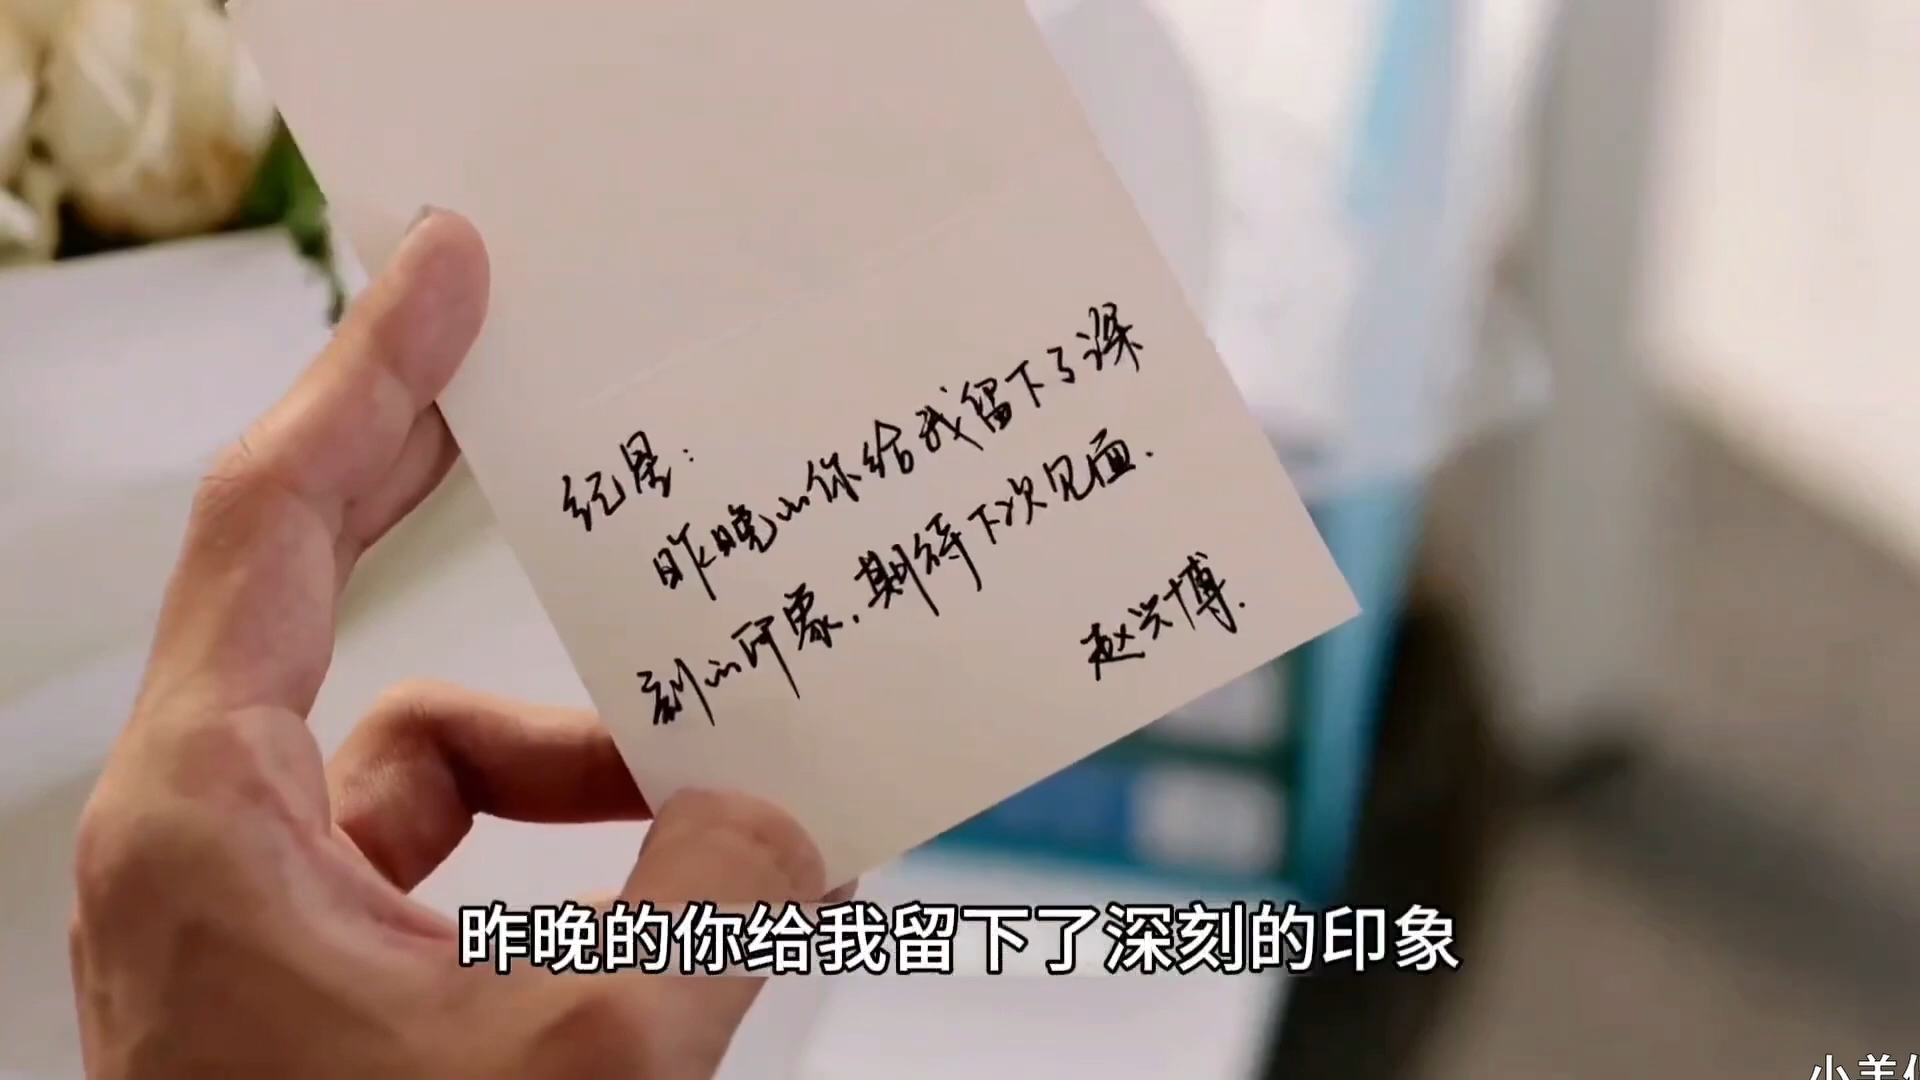 纪星：
昨晚的你给我留下了深
刻的印象.期待下次见面.
赵兴博.
昨晚的你给我留下了深刻的印象
小美